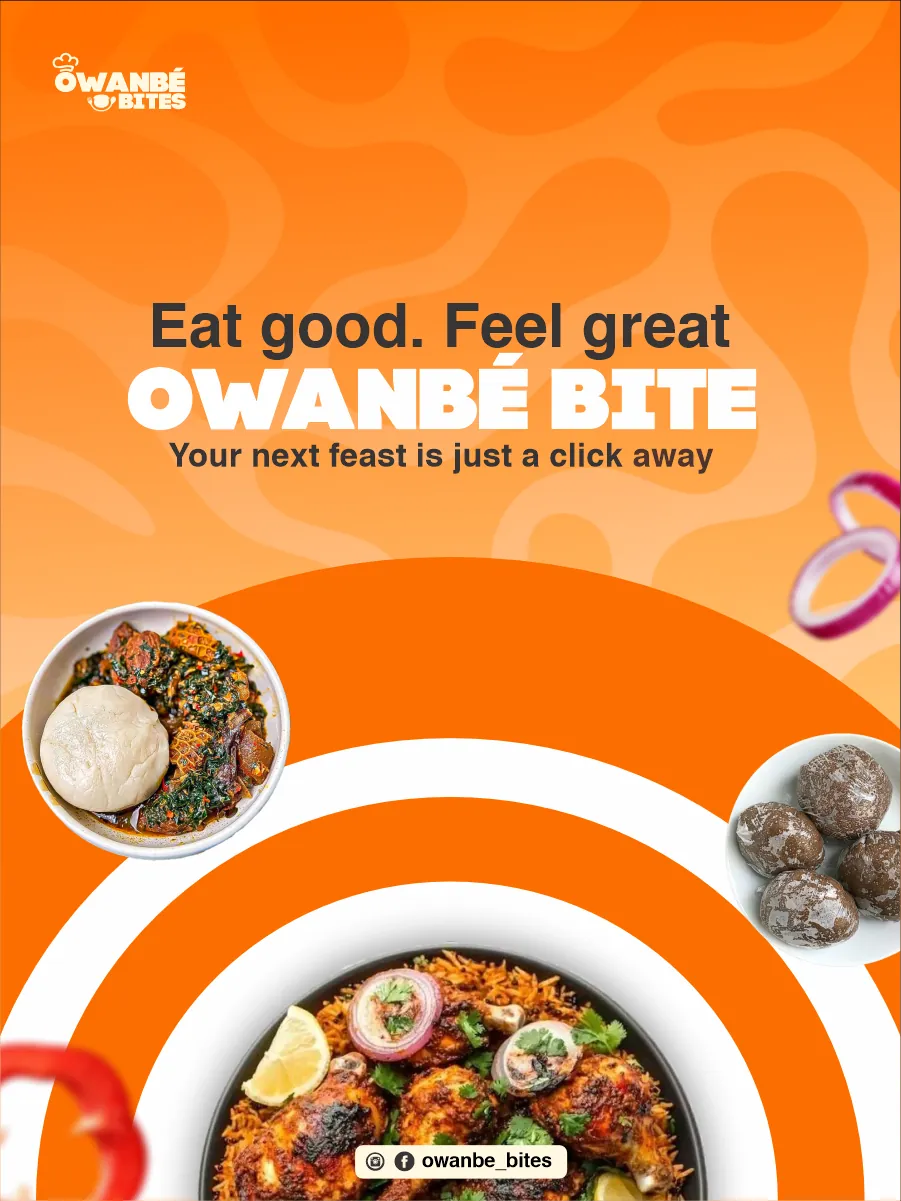 OWANBÉ
BITES
Eat good. Feel great
OWANBÉ BITE
Your next feast is just a click away
owanbe_bites